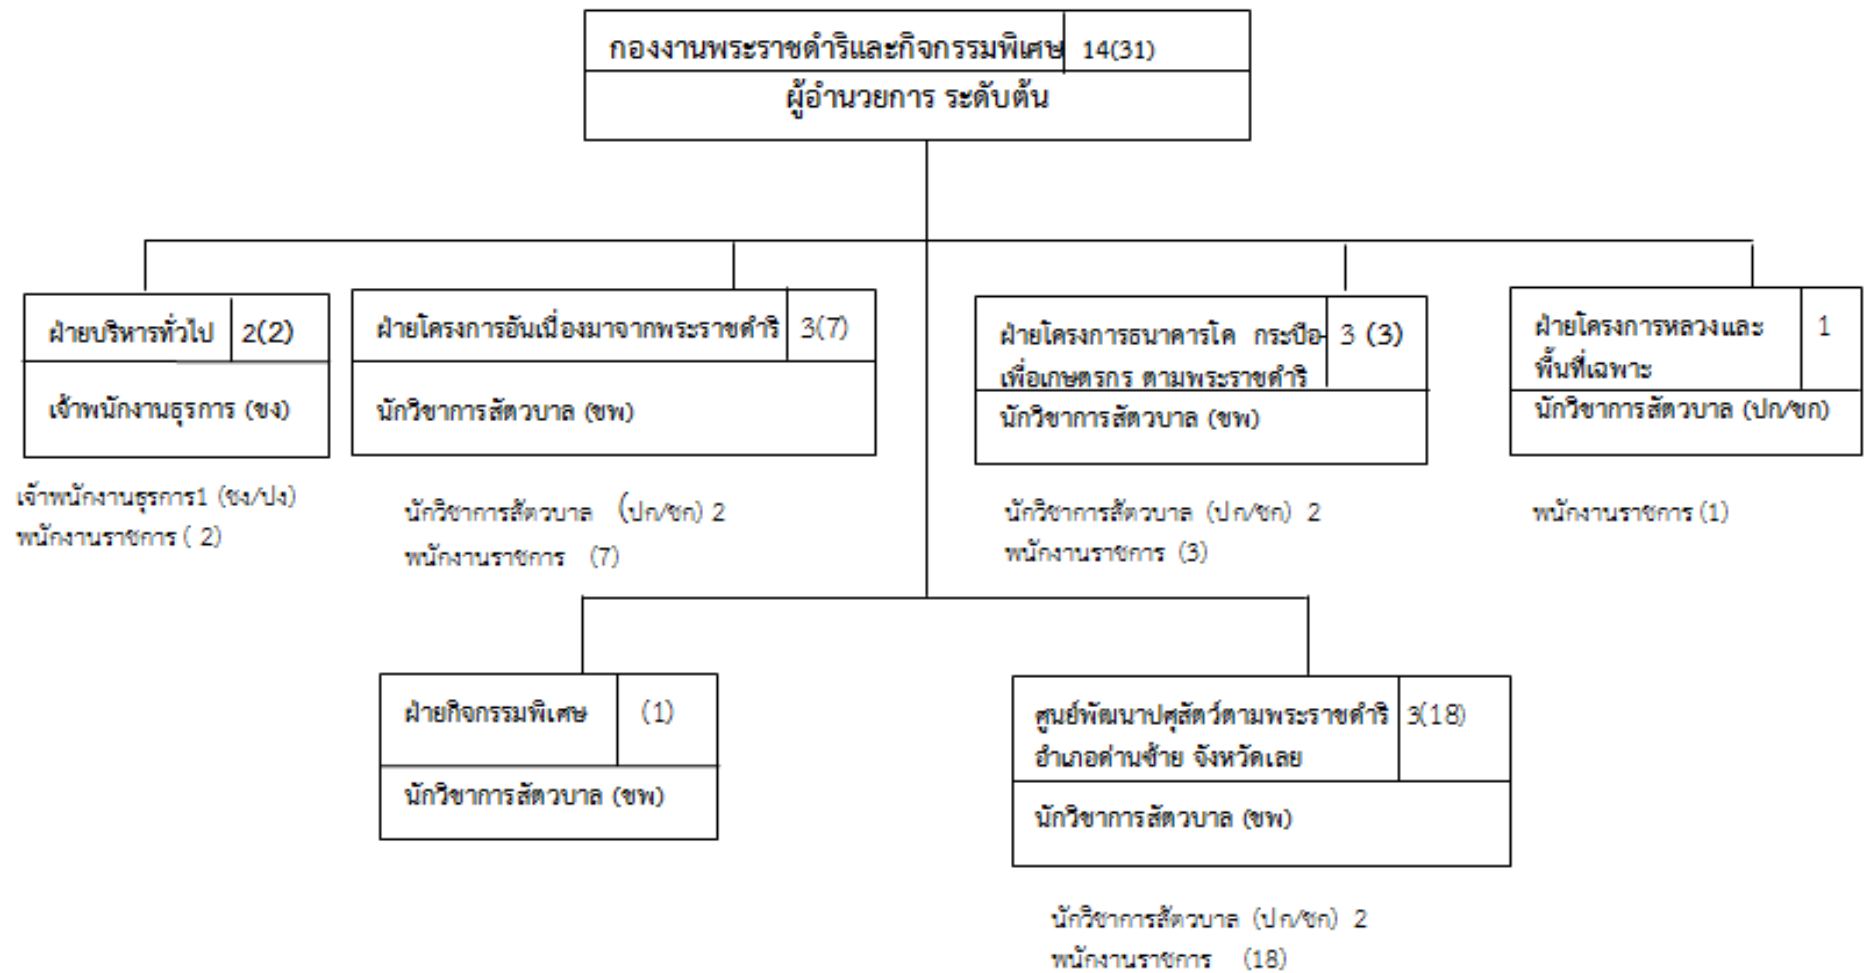 กองงานพระราชดำริและกิจกรรมพิเศษ 14(31)
ผู้อำนวยการ ระดับต้น
ฝ่ายบริหารทั่วไป 2(2)
เจ้าพนักงานธุรการ (ชง)
เจ้าพนักงานธุรการ1 (ชง/ปง)
พนักงานราชการ ( 2)
ฝ่ายโครงการอันเนื่องมาจากพระราชดำริ 3(7)
นักวิชาการสัตวบาล (ชพ)
นักวิชาการสัตวบาล (ปก/ชก) 2
พนักงานราชการ (7)
ฝ่ายโครงการธนาคารโค กระบือ- 3 (3)
เพื่อเกษตรกร ตามพระราชดำริ
นักวิชาการสัตวบาล (ชพ)
นักวิชาการสัตวบาล (ปก/ชก) 2
พนักงานราชการ (3)
ฝ่ายโครงการหลวงและ 1
พื้นที่เฉพาะ
นักวิชาการสัตวบาล (ปก/ชก)
พนักงานราชการ (1)
ฝ่ายกิจกรรมพิเศษ (1)
นักวิชาการสัตวบาล (ชพ)
ศูนย์พัฒนาปศุสัตว์ตามพระราชดำริ 3(18)
อำเภอด่านซ้าย จังหวัดเลย
นักวิชาการสัตวบาล (ชพ)
นักวิชาการสัตวบาล (ปก/ชก) 2
พนักงานราชการ (18)